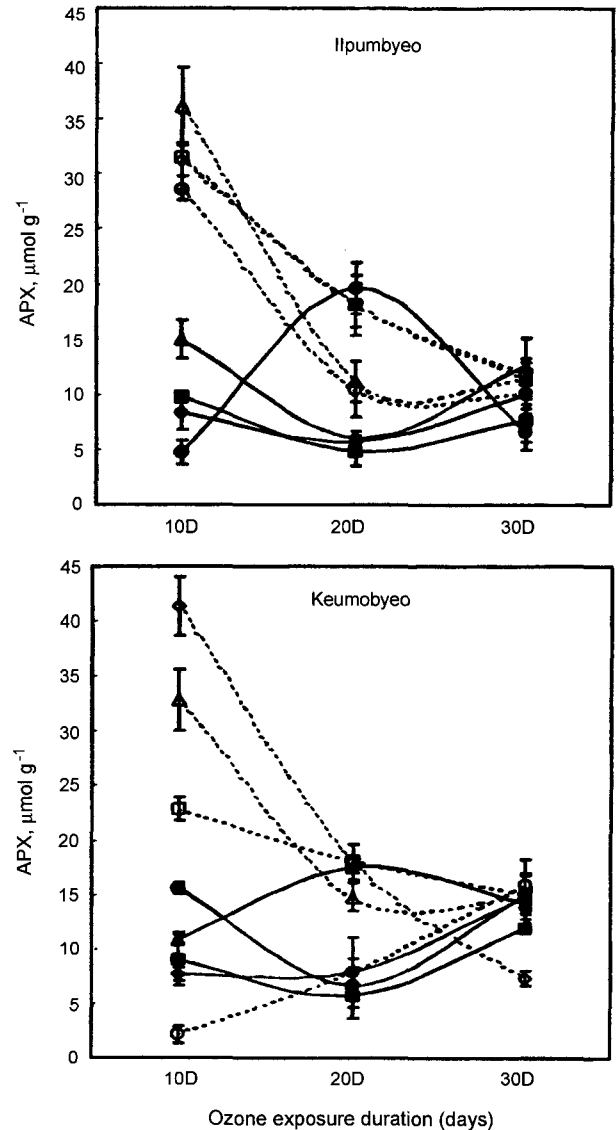 45
Ilpumbyeo
40
35
30
25
20
15
10
5
0
APX, μmol g⁻¹
10D 20D 30D
45
Keumobyeo
40
35
30
25
20
15
10
5
0
APX, μmol g⁻¹
10D 20D 30D
Ozone exposure duration (days)